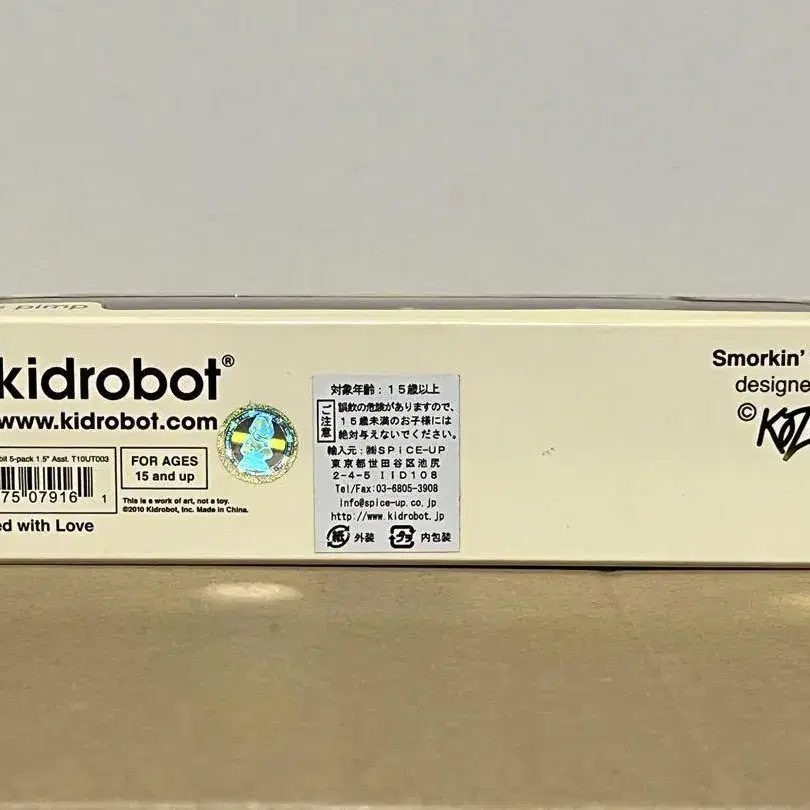 pimp
kidrobot®
www.kidrobot.com
5-pack 1.5" Asst. T10UT003
75 07916 1
FOR AGES
15 and up
This is a work of art, not a toy.
©2010 Kidrobot, Inc. Made in China.
with Love
対象年齢：１５歳以上
ご注意
誤飲の危険がありますので、
１５歳未満のお子様には
絶対与えないでください。
輸入元：㈱SPiCE-UP
東京都世田谷区池尻
2-4-5 IID108
Tel/Fax:03-6805-3908
Info@spice-up.co.jp
http://www.kidrobot.jp
紙 外装
プラ 内包装
Smorkin'
designe
©